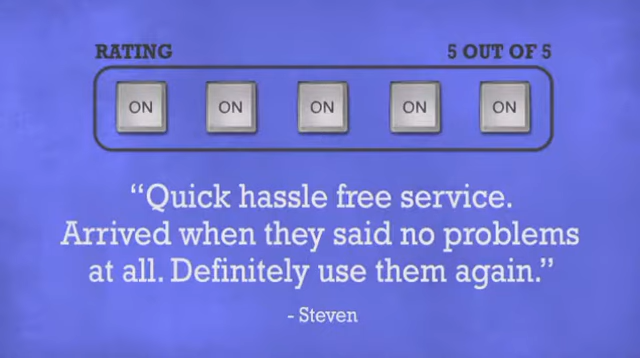 RATING 5 OUT OF 5
ON ON ON ON ON
“Quick hassle free service.
Arrived when they said no problems
at all. Definitely use them again.”
- Steven